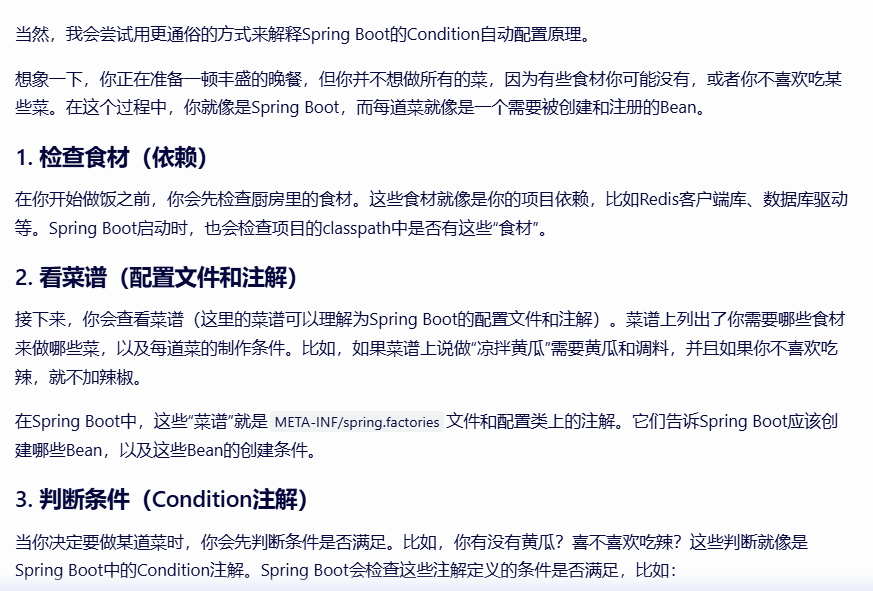 当然，我会尝试用更通俗的方式来解释Spring Boot的Condition自动配置原理。
想象一下，你正在准备一顿丰盛的晚餐，但你并不想做所有的菜，因为有些食材你可能没有，或者你不喜欢吃某
些菜。在这个过程中，你就像是Spring Boot，而每道菜就像是一个需要被创建和注册的Bean。
1. 检查食材（依赖）
在你开始做饭之前，你会先检查厨房里的食材。这些食材就像是你的项目依赖，比如Redis客户端库、数据库驱动
等。Spring Boot启动时，也会检查项目的classpath中是否有这些“食材”。
2. 看菜谱（配置文件和注解）
接下来，你会查看菜谱（这里的菜谱可以理解为Spring Boot的配置文件和注解）。菜谱上列出了你需要哪些食材
来做哪些菜，以及每道菜的制作条件。比如，如果菜谱上说做“凉拌黄瓜”需要黄瓜和调料，并且如果你不喜欢吃
辣，就不加辣椒。
在Spring Boot中，这些“菜谱”就是 META-INF/spring.factories 文件和配置类上的注解。它们告诉Spring Boot应该创
建哪些Bean，以及这些Bean的创建条件。
3. 判断条件（Condition注解）
当你决定要做某道菜时，你会先判断条件是否满足。比如，你有没有黄瓜？喜不喜欢吃辣？这些判断就像是
Spring Boot中的Condition注解。Spring Boot会检查这些注解定义的条件是否满足，比如：